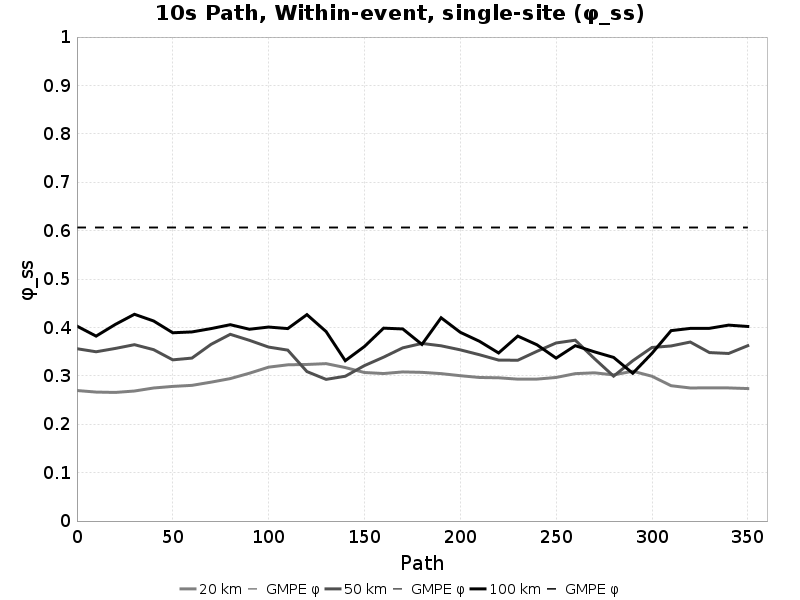 10s Path, Within-event, single-site (φ_ss)
1
0.9
0.8
0.7
0.6
0.5
0.4
0.3
0.2
0.1
0
φ_ss
0 50 100 150 200 250 300 350
Path
20 km GMPE φ 50 km GMPE φ 100 km GMPE φ